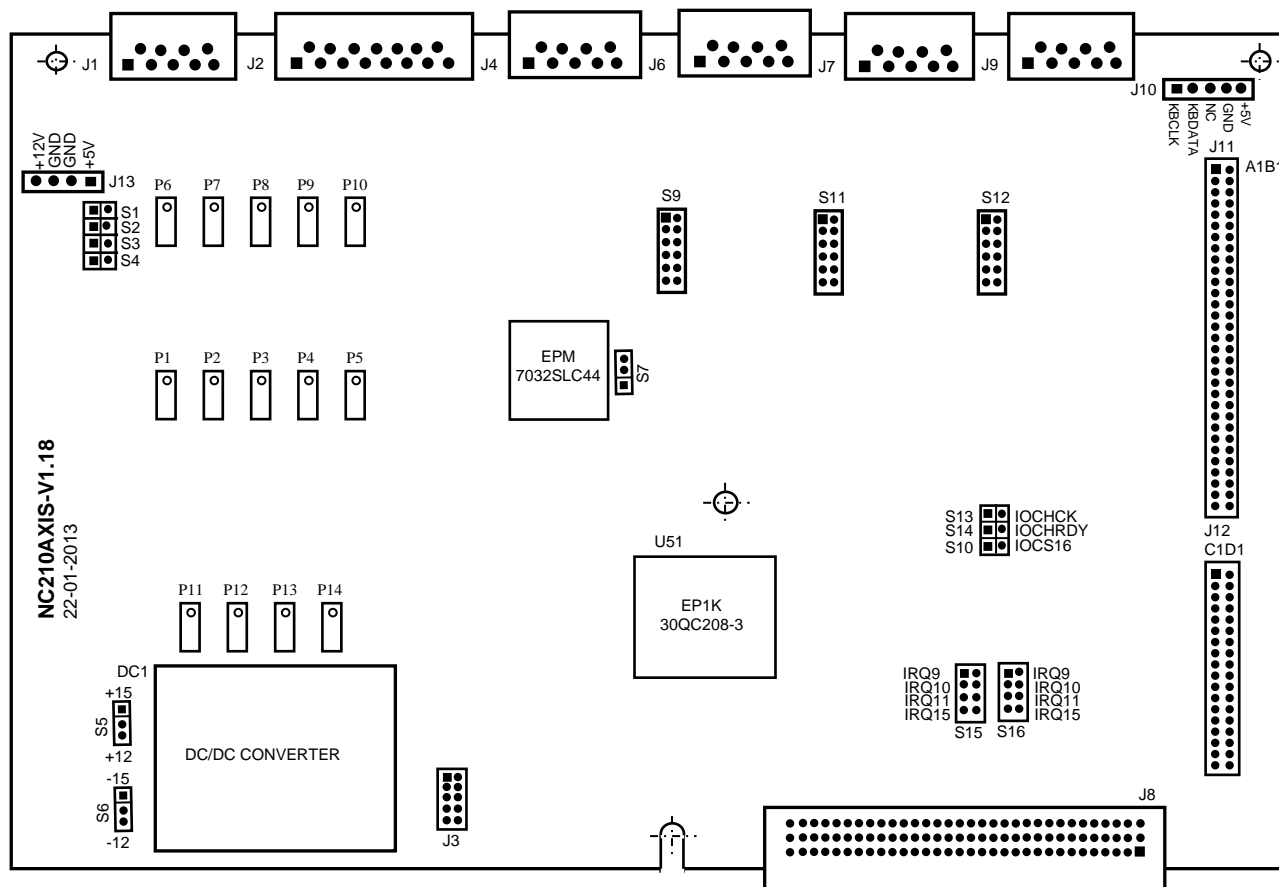 J1
J2
J4
J6
J7
J9
J10
KBCLK
KBDATA
NC
GND
+5V
+12V
GND
GND
+5V
J13
J11
A1B1
S1
S2
S3
S4
P6
P7
P8
P9
P10
S9
S11
S12
P1
P2
P3
P4
P5
EPM
7032SLC44
S7
NC210AXIS-V1.18
22-01-2013
S13
IOCHCK
S14
IOCHRDY
S10
IOCS16
J12
C1D1
U51
EP1K
30QC208-3
P11
P12
P13
P14
DC1
+15
S5
+12
-15
S6
-12
DC/DC CONVERTER
J3
IRQ9
IRQ10
IRQ11
IRQ15
S15
S16
IRQ9
IRQ10
IRQ11
IRQ15
J8